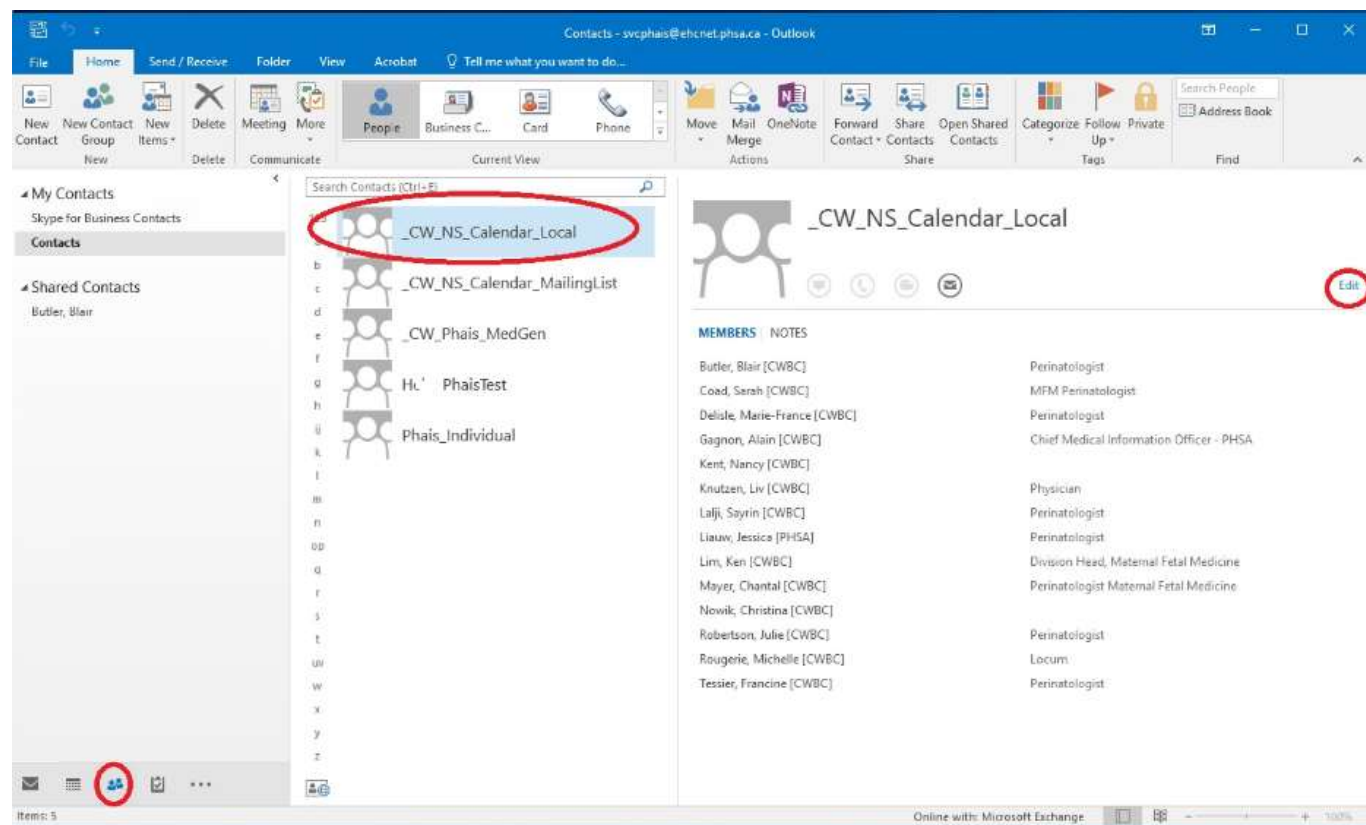 Contacts - svcphais@ehcnet.phsa.ca - Outlook
File Home Send / Receive Folder View Acrobat Tell me what you want to do...
New Contact New Contact Group New Items Delete Meeting More People Business C... Card Phone Move Mail Merge OneNote Forward Contact Share Contacts Open Shared Contacts Categorize Follow Up Private Search People
Address Book
New Delete Communicate Current View Actions Share Tags Find
My Contacts
Skype for Business Contacts
Contacts
Shared Contacts
Butler, Blair
Search Contacts (Ctrl+E)
_CW_NS_Calendar_Local
_CW_NS_Calendar_MailingList
_CW_Phais_MedGen
PhaisTest
Phais_Individual
b
c
d
e
f
g
h
ij
k
l
m
n
op
q
r
s
t
uv
w
x
y
z
_CW_NS_Calendar_Local
Edit
MEMBERS NOTES
Butler, Blair [CWBC] Perinatologist
Coad, Sarah [CWBC] MFM Perinatologist
Delisle, Marie-France [CWBC] Perinatologist
Gagnon, Alain [CWBC] Chief Medical Information Officer - PHSA
Kent, Nancy [CWBC]
Knutzen, Liv [CWBC] Physician
Lalji, Sayrin [CWBC] Perinatologist
Liauw, Jessica [PHSA] Perinatologist
Lim, Ken [CWBC] Division Head, Maternal Fetal Medicine
Mayer, Chantal [CWBC] Perinatologist Maternal Fetal Medicine
Nowik, Christina [CWBC]
Robertson, Julie [CWBC] Perinatologist
Rougerie, Michelle [CWBC] Locum
Tessier, Francine [CWBC] Perinatologist
Items: 5
Online with: Microsoft Exchange
100%